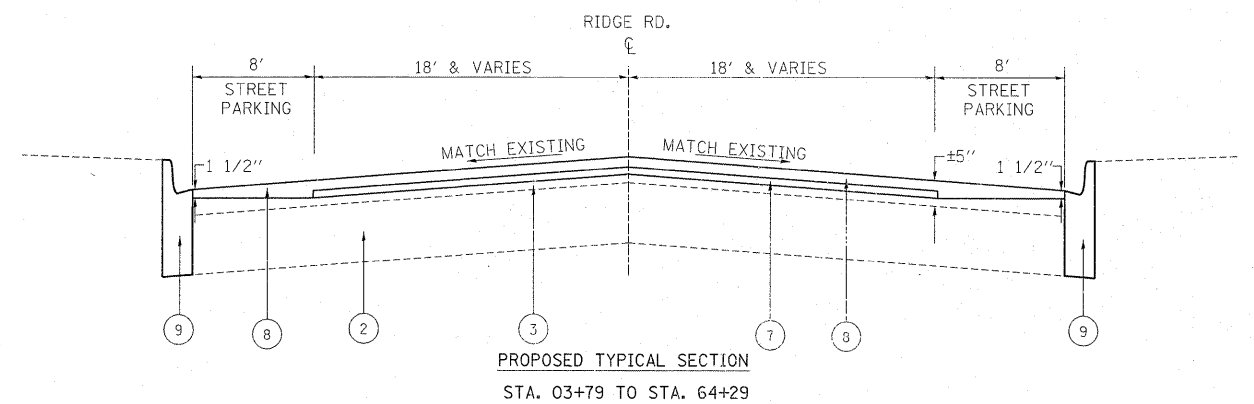 RIDGE RD.
℄
8' 18' & VARIES 18' & VARIES 8'
STREET PARKING
STREET PARKING
MATCH EXISTING MATCH EXISTING
1 1/2" ±5" 1 1/2"
9 8 2 3 7 8 9
PROPOSED TYPICAL SECTION
STA. 03+79 TO STA. 64+29